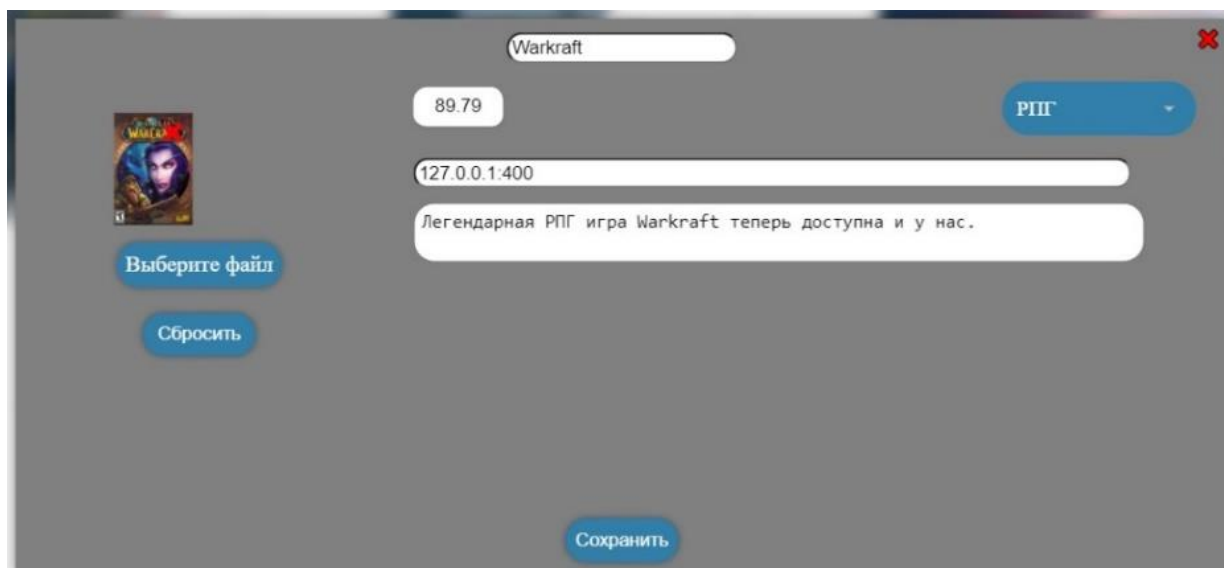 Warkraft
89.79
РПГ
127.0.0.1:400
Легендарная РПГ игра Warkraft теперь доступна и у нас.
Выберите файл
Сбросить
Сохранить